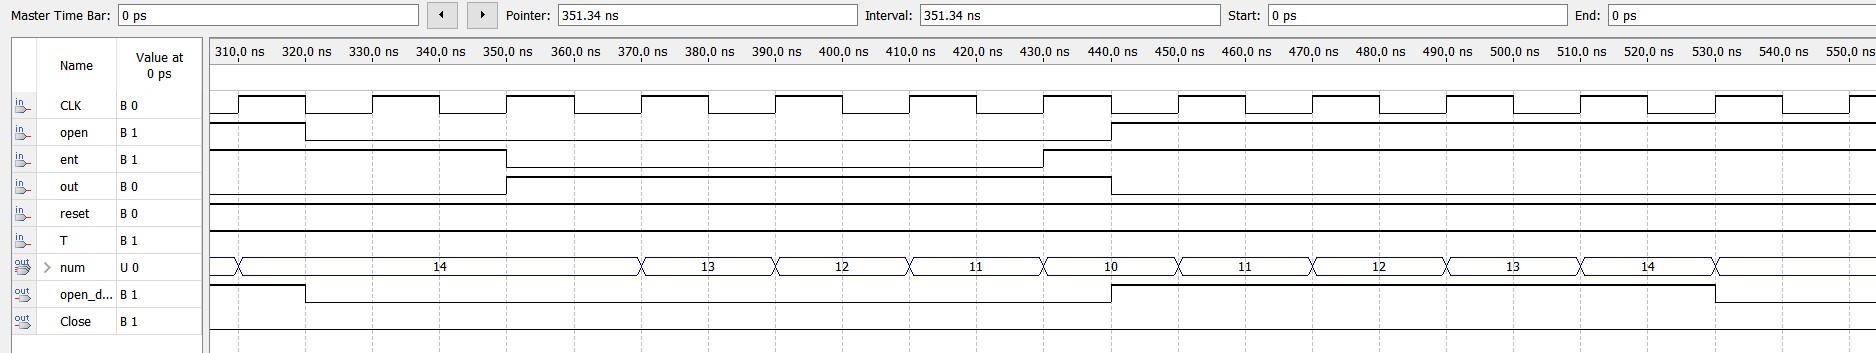 Master Time Bar: 0 ps Pointer: 351.34 ns Interval: 351.34 ns Start: 0 ps End: 0 ps
Name Value at 0 ps 310.0 ns 320.0 ns 330.0 ns 340.0 ns 350.0 ns 360.0 ns 370.0 ns 380.0 ns 390.0 ns 400.0 ns 410.0 ns 420.0 ns 430.0 ns 440.0 ns 450.0 ns 460.0 ns 470.0 ns 480.0 ns 490.0 ns 500.0 ns 510.0 ns 520.0 ns 530.0 ns 540.0 ns 550.0 ns
in CLK B 0
in open B 1
in ent B 1
in out B 0
in reset B 0
in T B 1
out num U 0 14 13 12 11 10 11 12 13 14
out open_d... B 1
out Close B 1